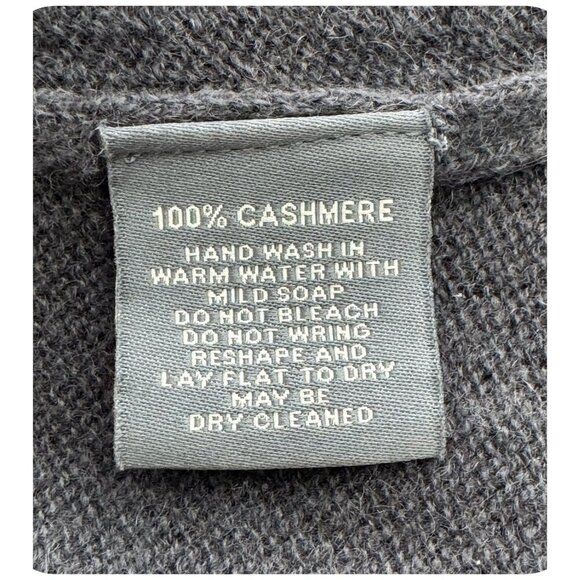 100% CASHMERE
HAND WASH IN
WARM WATER WITH
MILD SOAP
DO NOT BLEACH
DO NOT WRING
RESHAPE AND
LAY FLAT TO DRY
MAY BE
DRY CLEANED